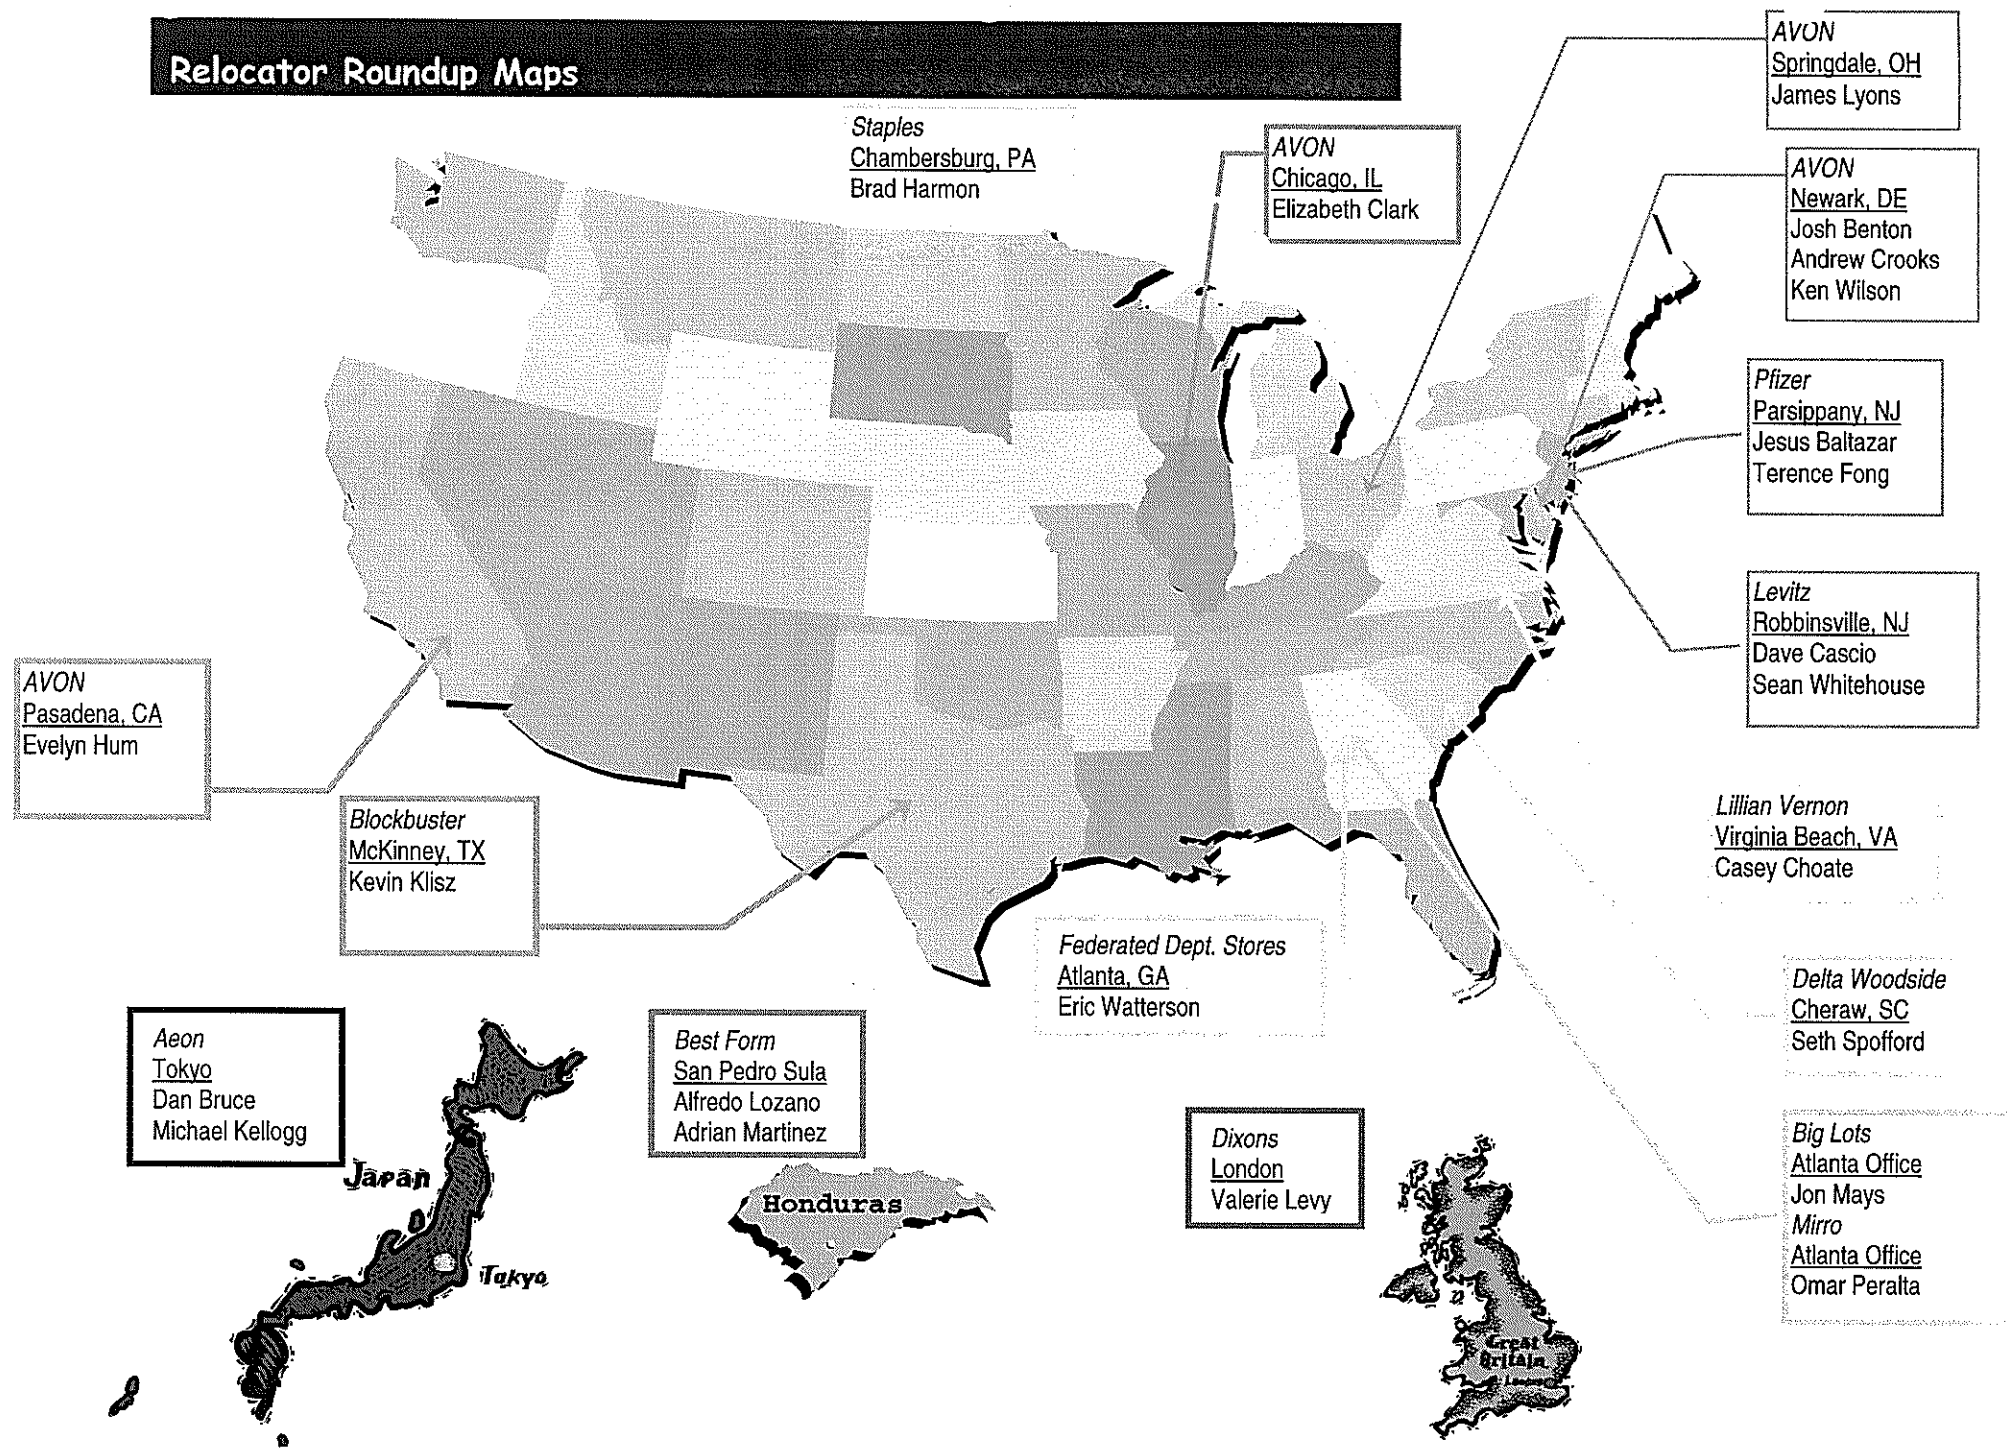 Relocator Roundup Maps
AVON
Springdale, OH
James Lyons
Staples
Chambersburg, PA
Brad Harmon
AVON
Chicago, IL
Elizabeth Clark
AVON
Newark, DE
Josh Benton
Andrew Crooks
Ken Wilson
Pfizer
Parsippany, NJ
Jesus Baltazar
Terence Fong
Levitz
Robbinsville, NJ
Dave Cascio
Sean Whitehouse
AVON
Pasadena, CA
Evelyn Hum
Blockbuster
McKinney, TX
Kevin Klisz
Lillian Vernon
Virginia Beach, VA
Casey Choate
Federated Dept. Stores
Atlanta, GA
Eric Watterson
Delta Woodside
Cheraw, SC
Seth Spofford
Aeon
Tokyo
Dan Bruce
Michael Kellogg
Japan
Tokyo
Best Form
San Pedro Sula
Alfredo Lozano
Adrian Martinez
Honduras
Dixons
London
Valerie Levy
Great
Britain
Big Lots
Atlanta Office
Jon Mays
Mirro
Atlanta Office
Omar Peralta